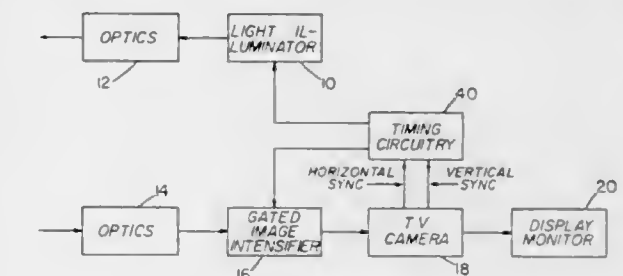 OPTICS
LIGHT IL-
LUMINATOR
12
10
40
TIMING
CIRCUITRY
HORIZONTAL
SYNC
VERTICAL
SYNC
14
20
OPTICS
GATED
IMAGE
INTENSIFIER
T V
CAMERA
DISPLAY
MONITOR
16
18